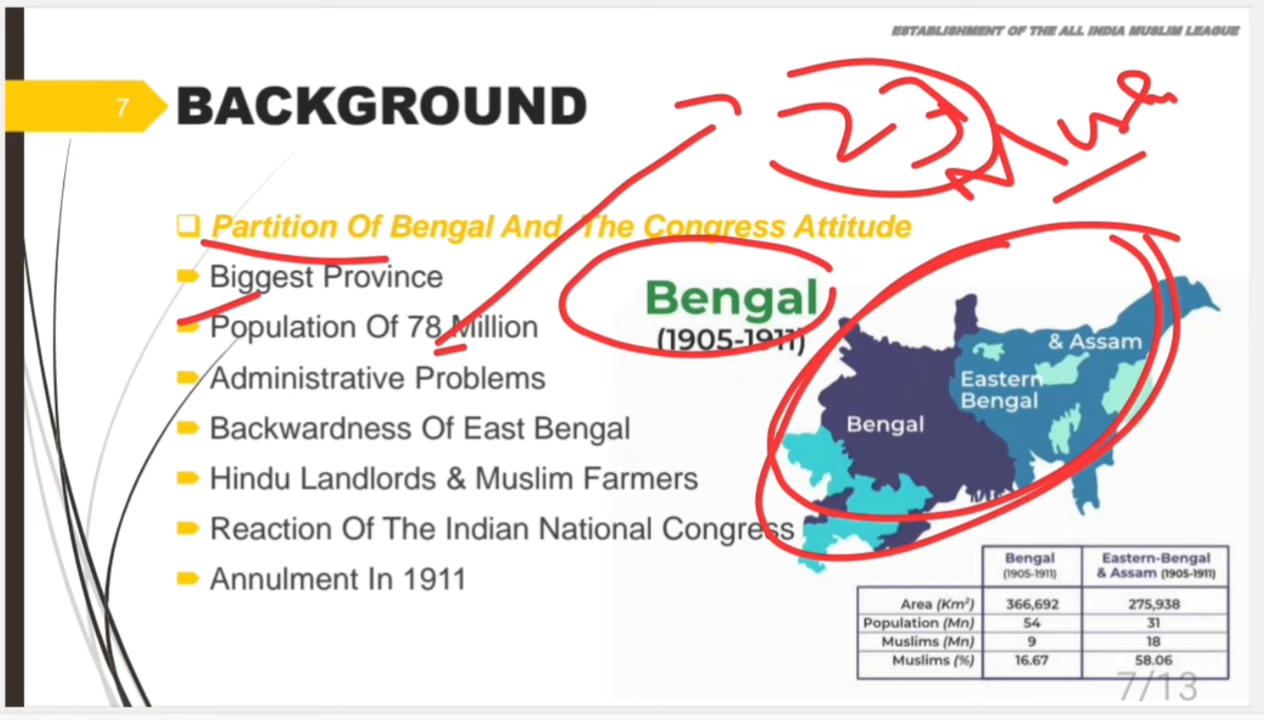 ESTABLISHMENT OF THE ALL INDIA MUSLIM LEAGUE
7
BACKGROUND
Partition Of Bengal And The Congress Attitude
Biggest Province
Population Of 78 Million
Administrative Problems
Backwardness Of East Bengal
Hindu Landlords & Muslim Farmers
Reaction Of The Indian National Congress
Annulment In 1911
23
Bengal
(1905-1911)
& Assam
Eastern
Bengal
Bengal
Bengal Eastern-Bengal
(1905-1911) & Assam (1905-1911)
Area (Km²) 366,692 275,938
Population (Mn) 54 31
Muslims (Mn) 9 18
Muslims (%) 16.67 58.06
7/13